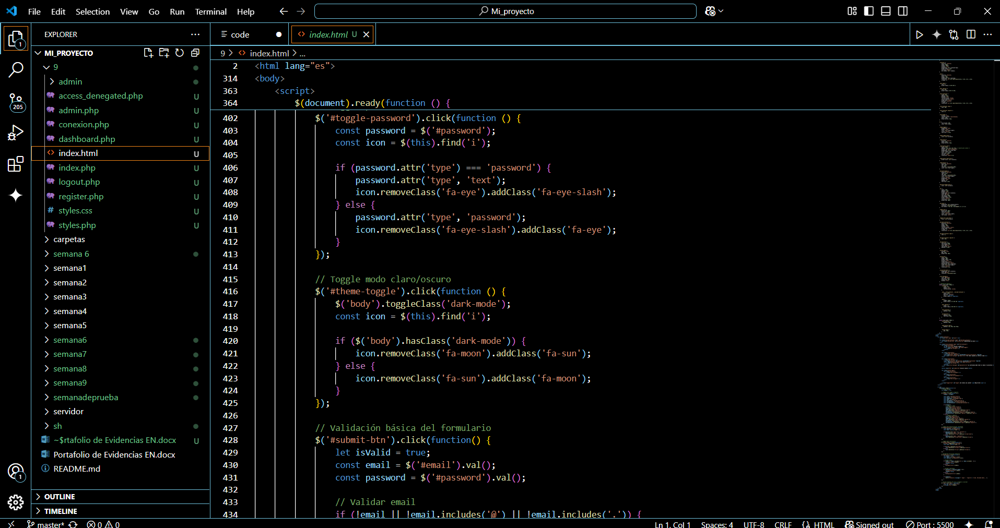 File Edit Selection View Go Run Terminal Help
Mi_proyecto
EXPLORER
1
205
1
MI_PROYECTO
9
admin
access_denegated.php U
admin.php U
conexion.php U
dashboard.php U
index.html U
index.php U
logout.php U
register.php U
styles.css U
styles.php U
carpetas
semana 6
semana1
semana2
semana3
semana4
semana5
semana6
semana7
semana8
semana9
semanadeprueba
servidor
sh
~$rtafolio de Evidencias EN.docx U
Portafolio de Evidencias EN.docx
README.md
OUTLINE
TIMELINE
code
index.html U
9 > index.html > ...
2 <html lang="es">
314 <body>
363 <script>
364 $(document).ready(function () {
402 $('#toggle-password').click(function () {
403 const password = $('#password');
404 const icon = $(this).find('i');
405
406 if (password.attr('type') === 'password') {
407 password.attr('type', 'text');
408 icon.removeClass('fa-eye').addClass('fa-eye-slash');
409 } else {
410 password.attr('type', 'password');
411 icon.removeClass('fa-eye-slash').addClass('fa-eye');
412 }
413 });
414
415 // Toggle modo claro/oscuro
416 $('#theme-toggle').click(function () {
417 $('body').toggleClass('dark-mode');
418 const icon = $(this).find('i');
419
420 if ($('body').hasClass('dark-mode')) {
421 icon.removeClass('fa-moon').addClass('fa-sun');
422 } else {
423 icon.removeClass('fa-sun').addClass('fa-moon');
424 }
425 });
426
427 // Validación básica del formulario
428 $('#submit-btn').click(function() {
429 let isValid = true;
430 const email = $('#email').val();
431 const password = $('#password').val();
432
433 // Validar email
434 if (!email || !email.includes('@') || !email.includes('.')) {
master* 0 0
Ln 1, Col 1 Spaces: 4 UTF-8 CRLF HTML Signed out Port : 5500